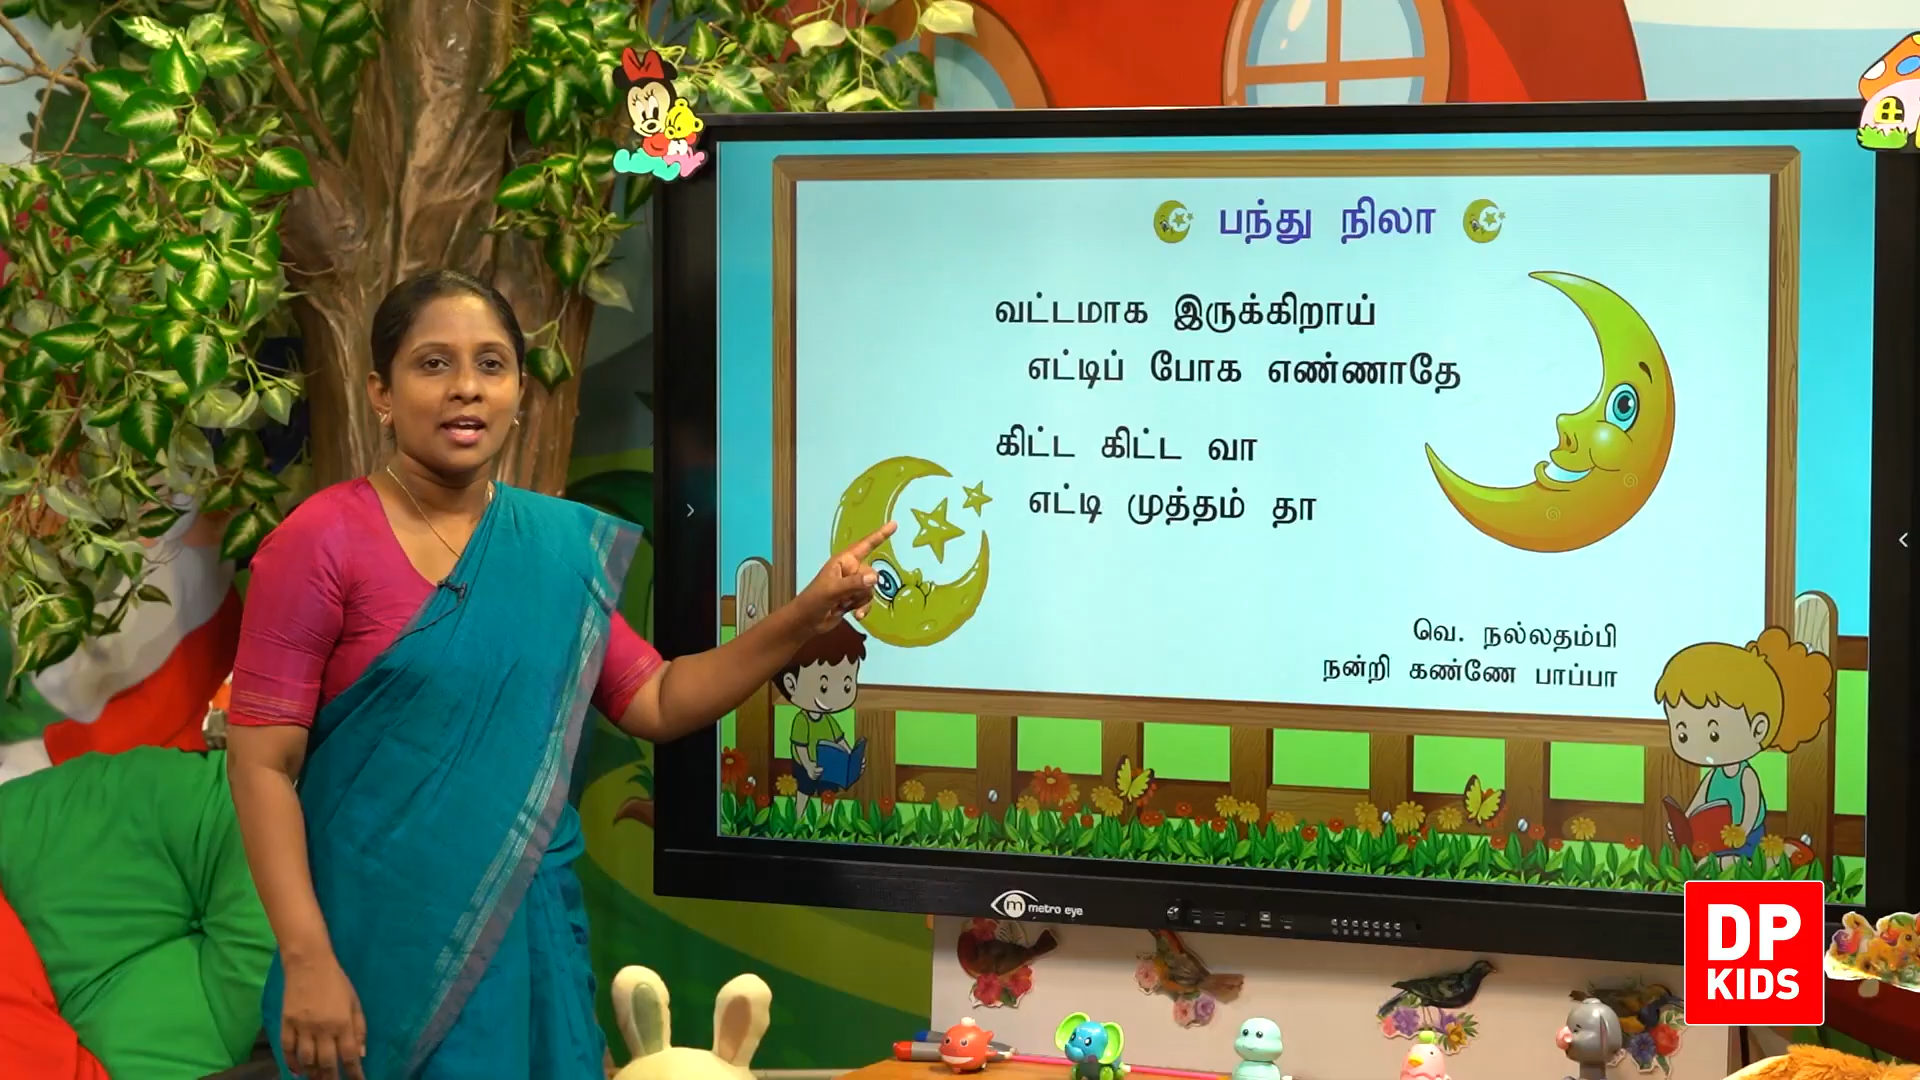 பந்து நிலா
வட்டமாக இருக்கிறாய்
எட்டிப் போக எண்ணாதே
கிட்ட கிட்ட வா
எட்டி முத்தம் தா
வெ. நல்லதம்பி
நன்றி கண்ணே பாப்பா
metro eye
DP
KIDS